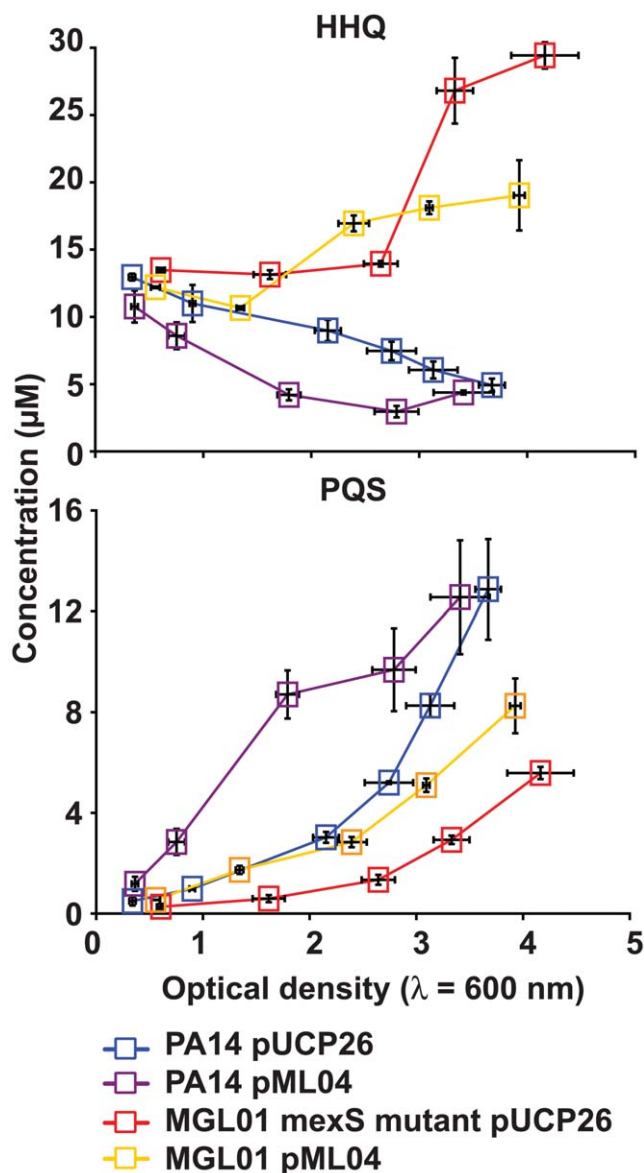 HHQ
30
25
20
15
10
5
0
PQS
16
12
8
4
0
0 1 2 3 4 5
Concentration (μM)
Optical density (λ = 600 nm)
PA14 pUCP26
PA14 pML04
MGL01 mexS mutant pUCP26
MGL01 pML04